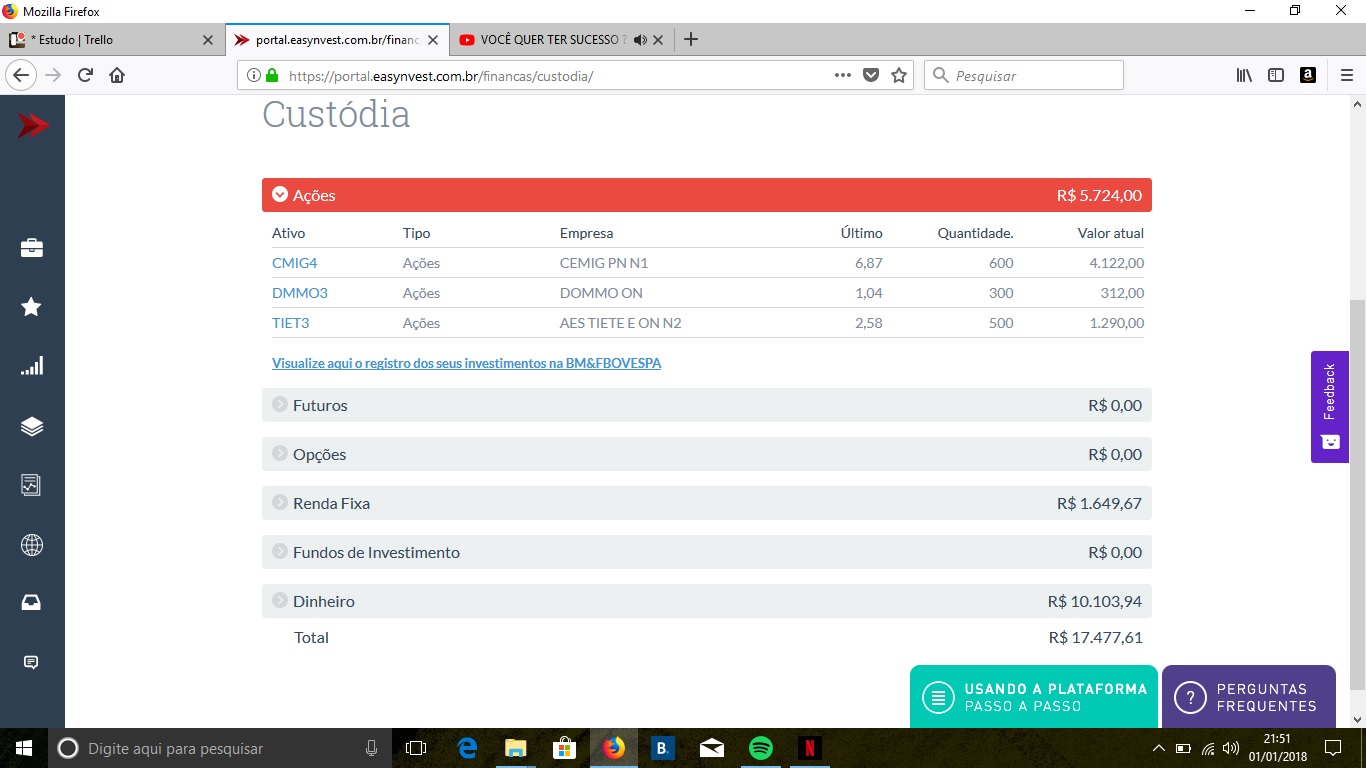 Mozilla Firefox
* Estudo | Trello
portal.easynvest.com.br/financ
VOCÊ QUER TER SUCESSO ?
https://portal.easynvest.com.br/financas/custodia/
Pesquisar
Custódia
Ações R$ 5.724,00
Ativo Tipo Empresa Último Quantidade. Valor atual
CMIG4 Ações CEMIG PN N1 6,87 600 4.122,00
DMMO3 Ações DOMMO ON 1,04 300 312,00
TIET3 Ações AES TIETE E ON N2 2,58 500 1.290,00
Visualize aqui o registro dos seus investimentos na BM&FBOVESPA
Futuros R$ 0,00
Opções R$ 0,00
Renda Fixa R$ 1.649,67
Fundos de Investimento R$ 0,00
Dinheiro R$ 10.103,94
Total R$ 17.477,61
Feedback
USANDO A PLATAFORMA
PASSO A PASSO
PERGUNTAS
FREQUENTES
Digite aqui para pesquisar
B.
N
21:51
01/01/2018